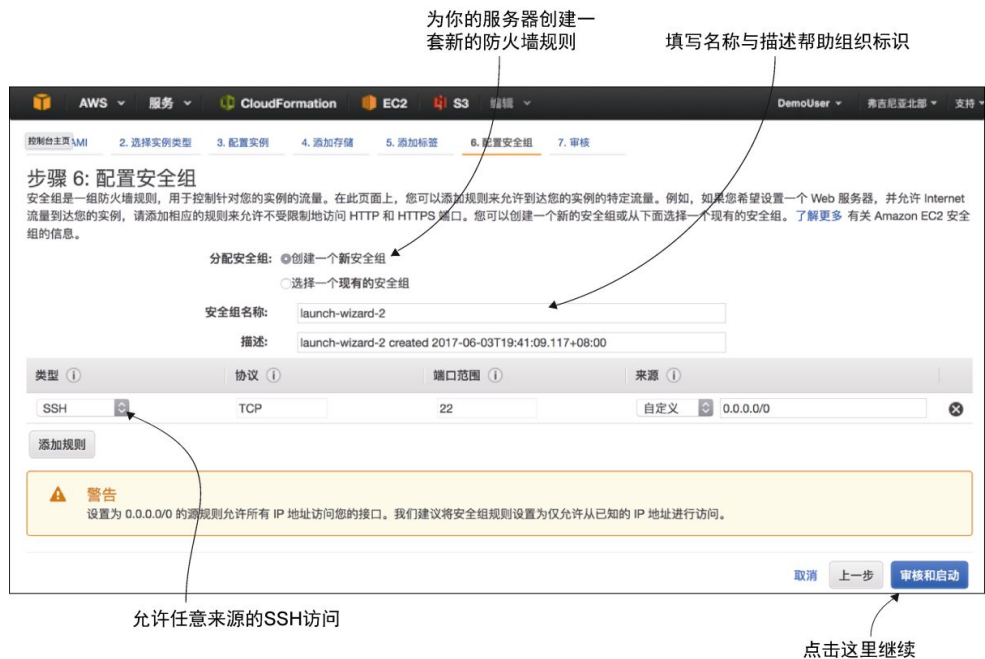 为你的服务器创建一
套新的防火墙规则
填写名称与描述帮助组织标识
AWS 服务 CloudFormation EC2 S3 编辑 DemoUser 弗吉尼亚北部 支持
控制台主页 AMI 2. 选择实例类型 3. 配置实例 4. 添加存储 5. 添加标签 6. 配置安全组 7. 审核
步骤 6: 配置安全组
安全组是一组防火墙规则，用于控制针对您的实例的流量。在此页面上，您可以添加规则来允许到达您的实例的特定流量。例如，如果您希望设置一个 Web 服务器，并允许 Internet
流量到达您的实例，请添加相应的规则来允许不受限制地访问 HTTP 和 HTTPS 端口。您可以创建一个新的安全组或从下面选择一个现有的安全组。了解更多 有关 Amazon EC2 安全
组的信息。
分配安全组: 创建一个新安全组
选择一个现有的安全组
安全组名称: launch-wizard-2
描述: launch-wizard-2 created 2017-06-03T19:41:09.117+08:00
类型 协议 端口范围 来源
SSH TCP 22 自定义 0.0.0.0/0
添加规则
警告
设置为 0.0.0.0/0 的源规则允许所有 IP 地址访问您的接口。我们建议将安全组规则设置为仅允许从已知的 IP 地址进行访问。
取消 上一步 审核和启动
允许任意来源的SSH访问
点击这里继续